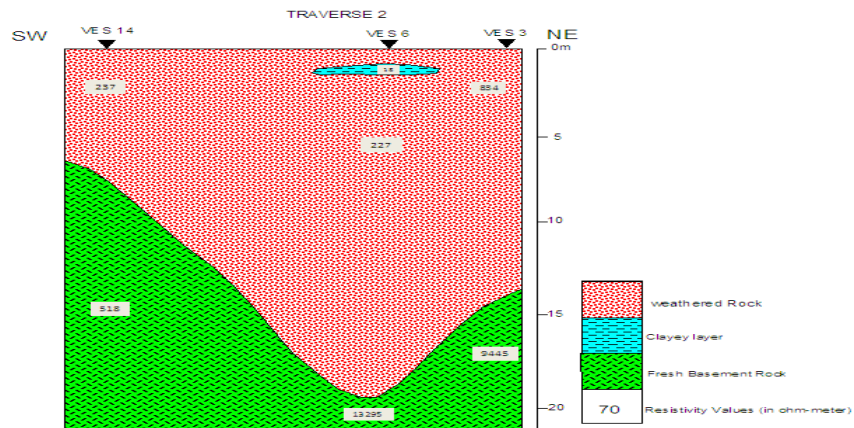 TRAVERSE 2
SW
VES 14
VES 6
VES 3
NE
0m
237
854
227
5
10
518
15
9445
13295
20
weathered Rock
Clayey layer
Fresh Basement Rock
70 Resistivity Values (in ohm-meter)